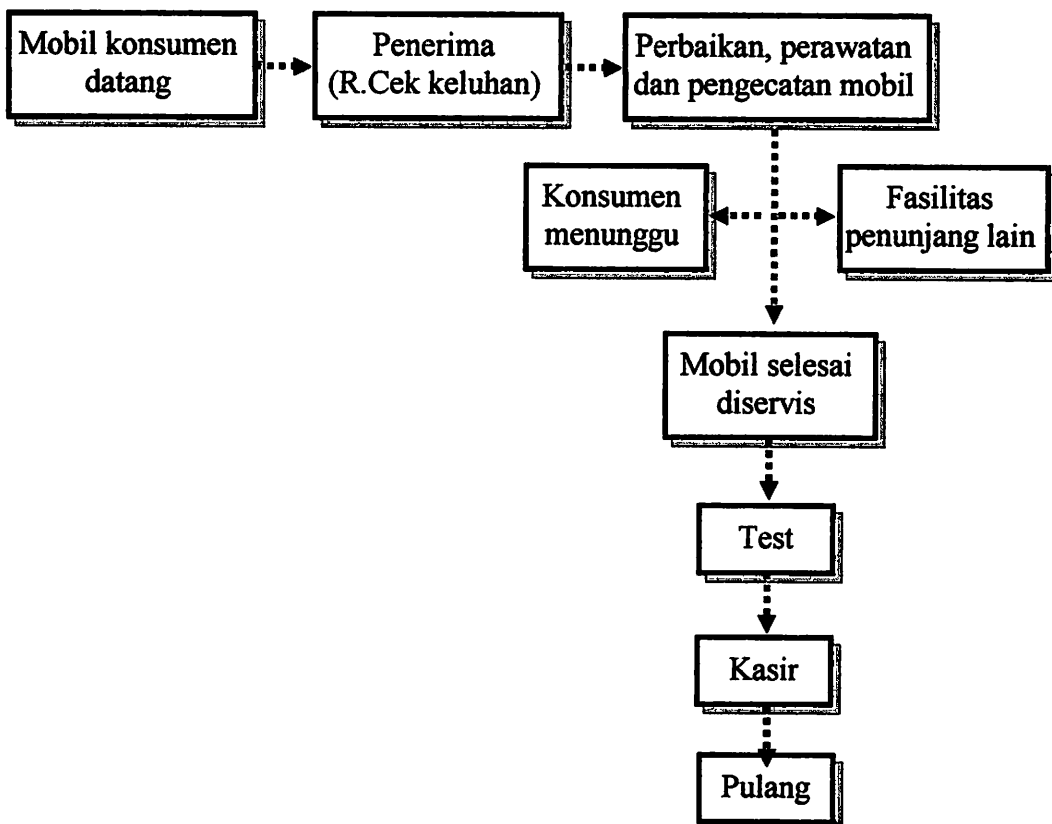 Mobil konsumen
datang
Penerima
(R.Cek keluhan)
Perbaikan, perawatan
dan pengecatan mobil
Konsumen
menunggu
Fasilitas
penunjang lain
Mobil selesai
diservis
Test
Kasir
Pulang